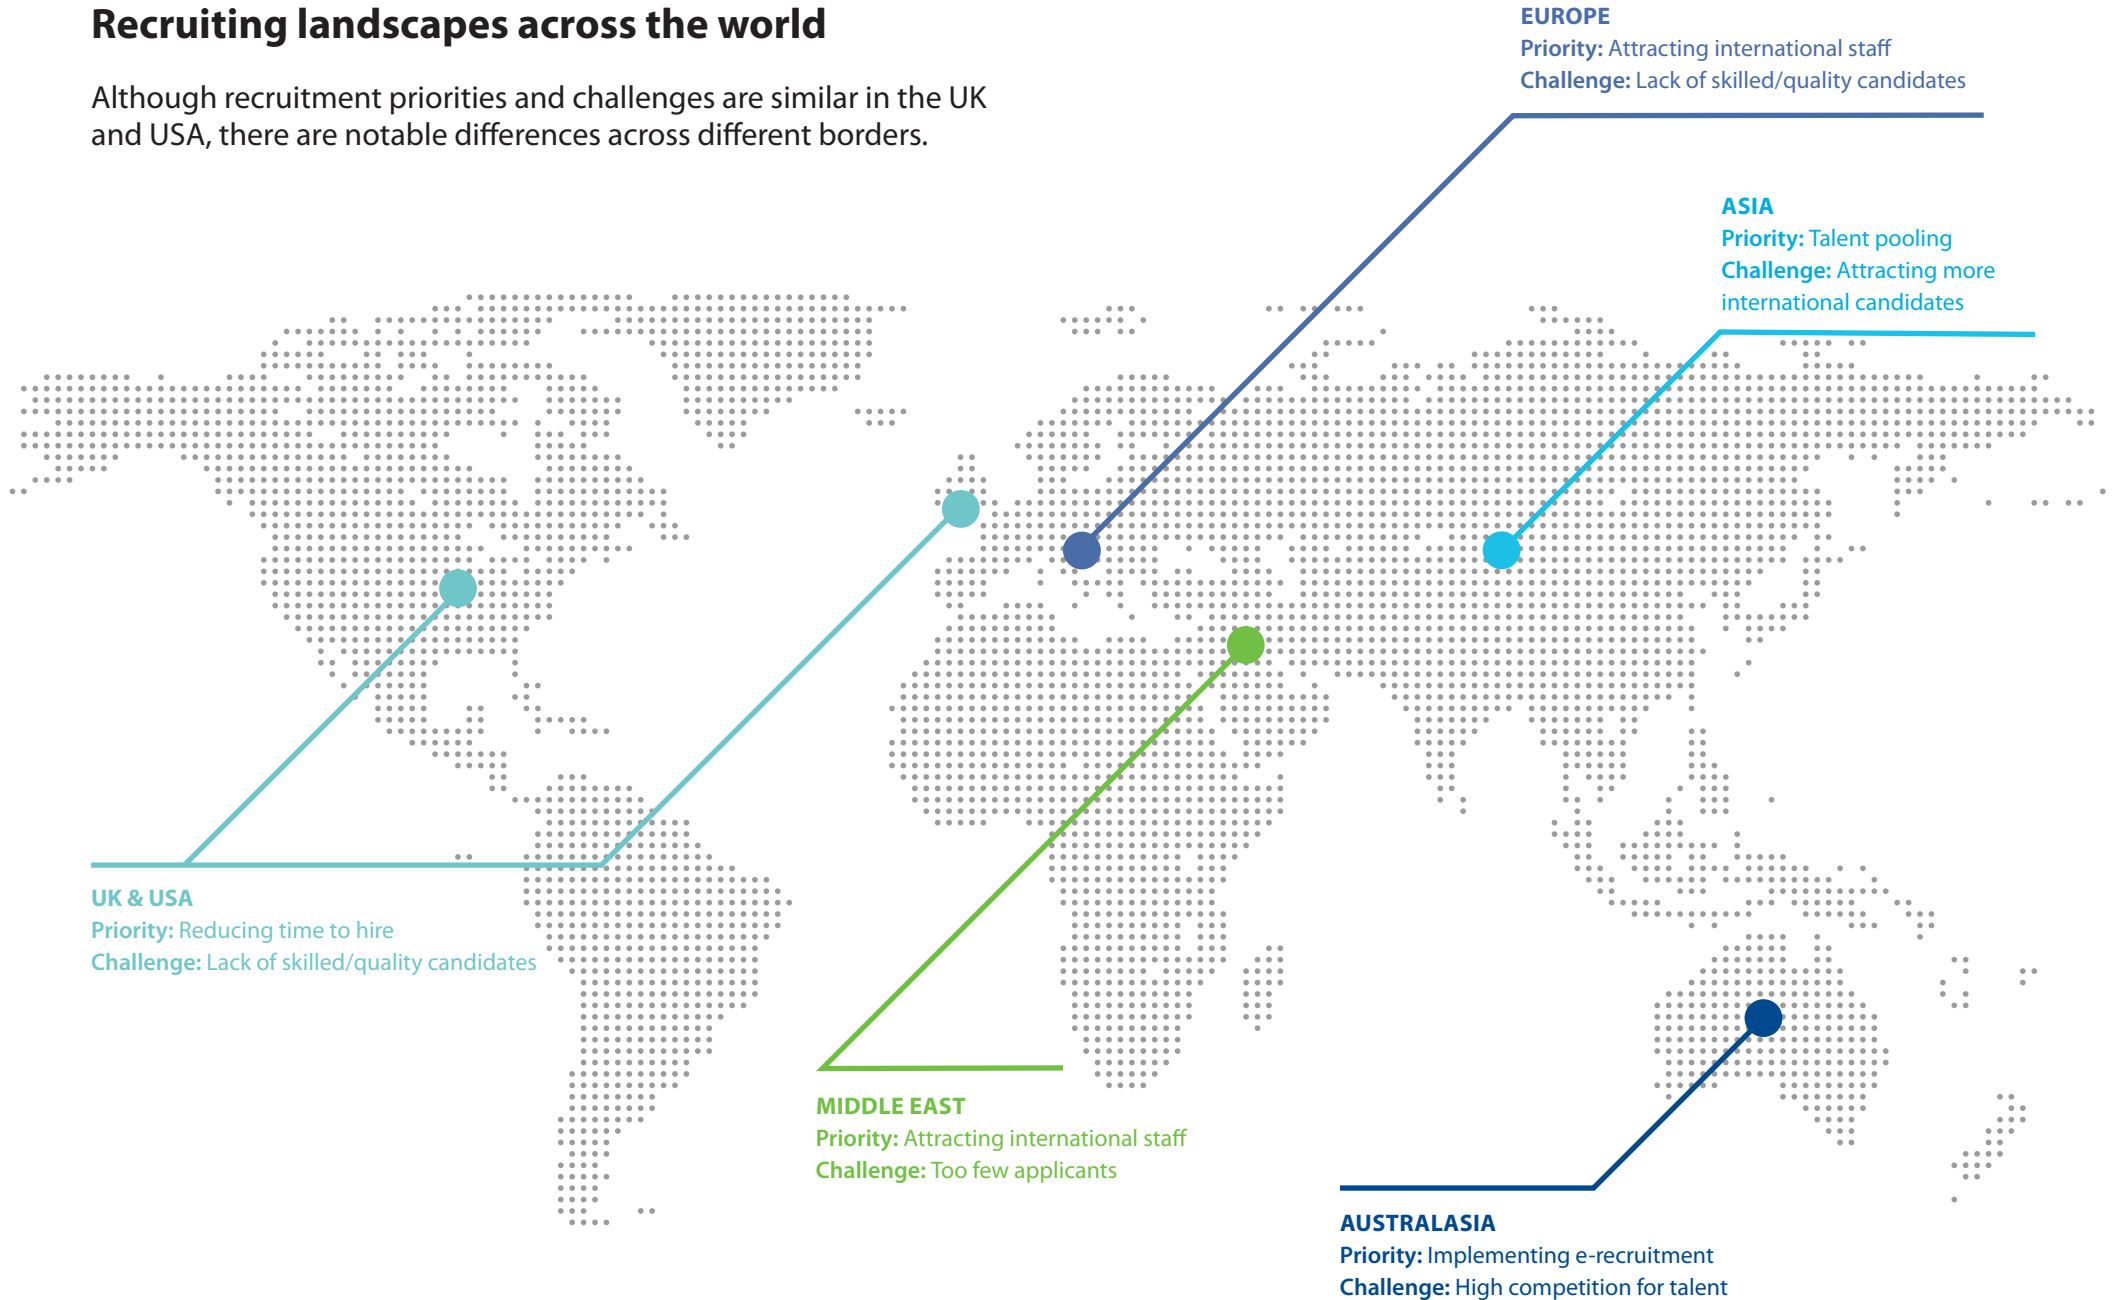 Recruiting landscapes across the world
Although recruitment priorities and challenges are similar in the UK
and USA, there are notable differences across different borders.
EUROPE
Priority: Attracting international staff
Challenge: Lack of skilled/quality candidates
ASIA
Priority: Talent pooling
Challenge: Attracting more
international candidates
UK & USA
Priority: Reducing time to hire
Challenge: Lack of skilled/quality candidates
MIDDLE EAST
Priority: Attracting international staff
Challenge: Too few applicants
AUSTRALASIA
Priority: Implementing e-recruitment
Challenge: High competition for talent